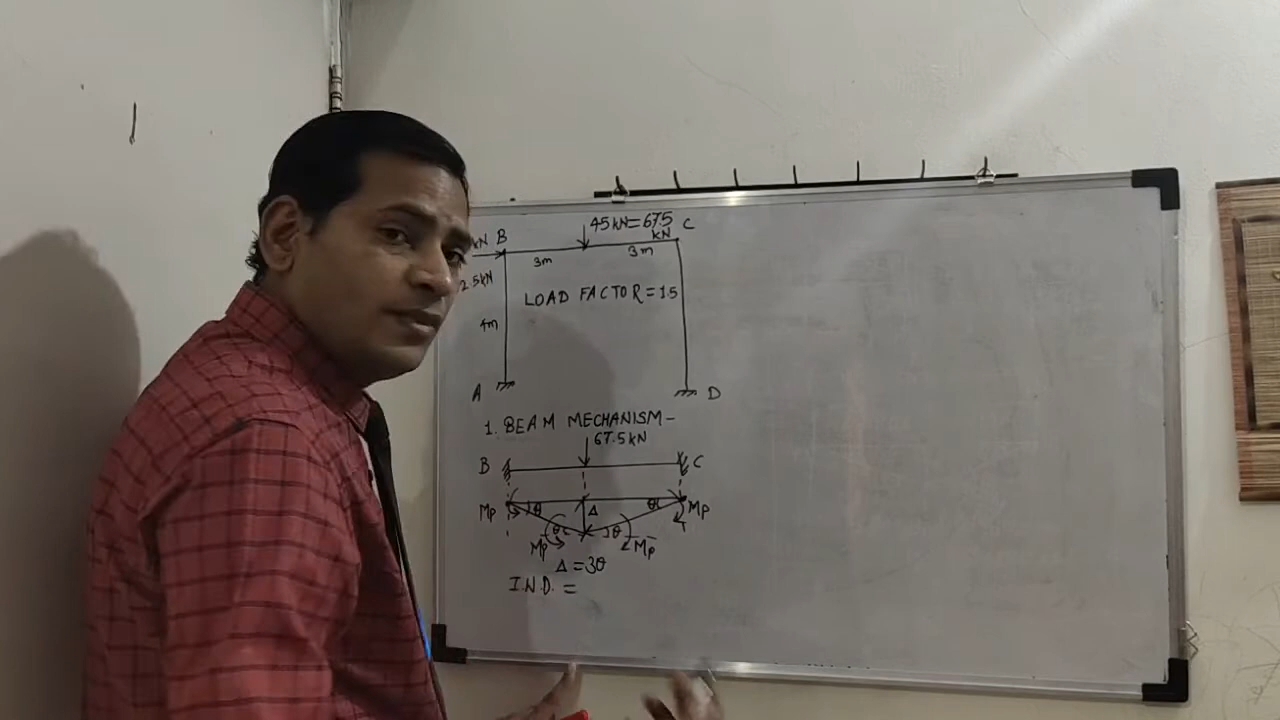 45 kN = 67.5
kN C
kN B
3m 3m
2.5kN
LOAD FACTOR = 1.5
4m
A D
1. BEAM MECHANISM-
67.5 kN
B C
Mp θ Δ θ Mp
θ θ
Mp Mp
Δ = 3θ
I.W.D. =